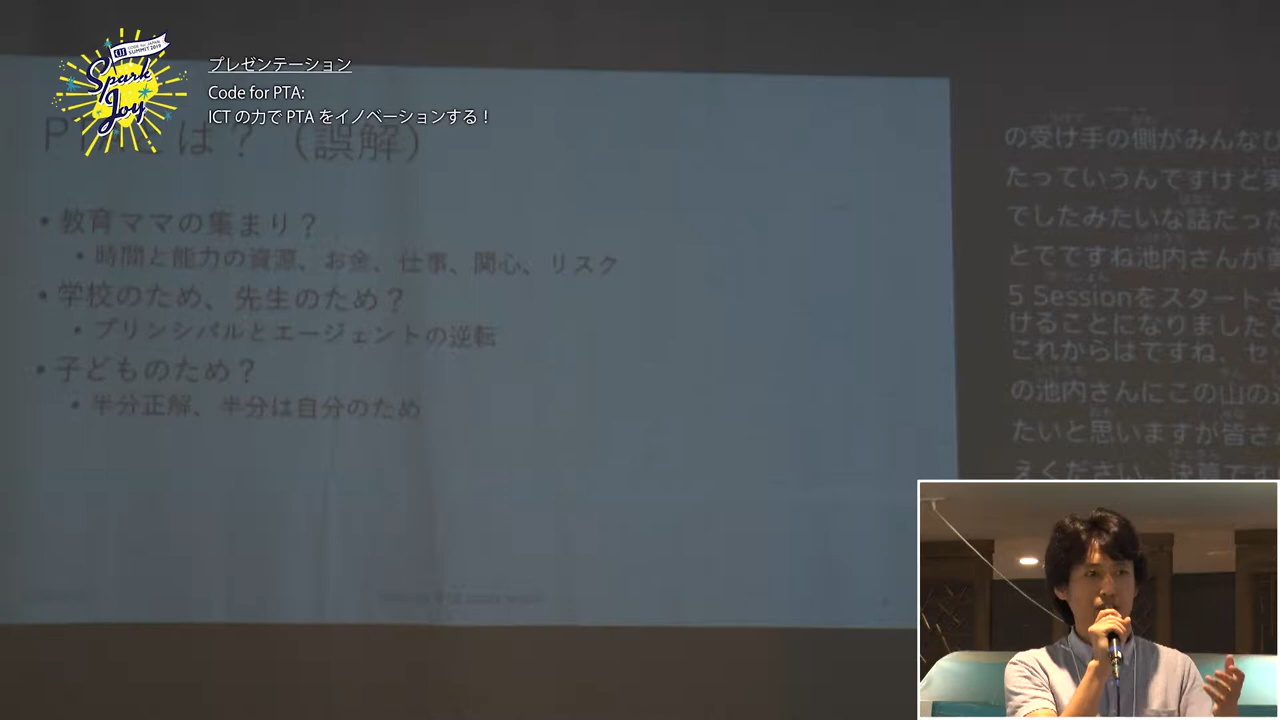 CODE for JAPAN
SUMMIT 2019
Spark
Joy
プレゼンテーション
Code for PTA:
ICT の力で PTA をイノベーションする！
とは？（誤解）
• 教育ママの集まり？
• 時間と能力の資源、お金、仕事、関心、リスク
• 学校のため、先生のため？
• プリンシパルとエージェントの逆転
• 子どものため？
• 半分正解、半分は自分のため
の受け手の側がみんなひ
たっていうんですけど実
でしたみたいな話だった
とてですね池内さんが
5 Sessionをスタートさ
けることになりましたと
これからはですね、セ
の池内さんにこの山の
たいと思いますが皆さ
えください。決算です